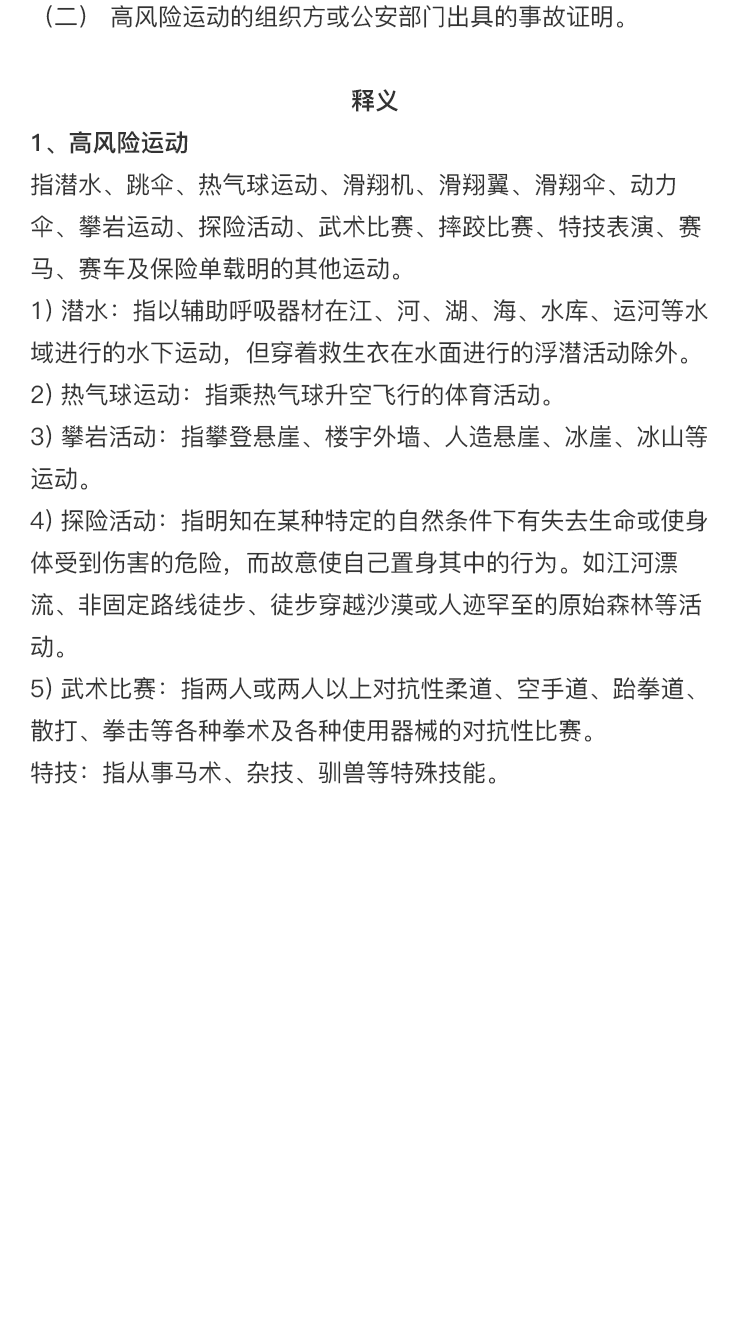 （二） 高风险运动的组织方或公安部门出具的事故证明。
释义
1、高风险运动
指潜水、跳伞、热气球运动、滑翔机、滑翔翼、滑翔伞、动力
伞、攀岩运动、探险活动、武术比赛、摔跤比赛、特技表演、赛
马、赛车及保险单载明的其他运动。
1) 潜水：指以辅助呼吸器材在江、河、湖、海、水库、运河等水
域进行的水下运动，但穿着救生衣在水面进行的浮潜活动除外。
2) 热气球运动：指乘热气球升空飞行的体育活动。
3) 攀岩活动：指攀登悬崖、楼宇外墙、人造悬崖、冰崖、冰山等
运动。
4) 探险活动：指明知在某种特定的自然条件下有失去生命或使身
体受到伤害的危险，而故意使自己置身其中的行为。如江河漂
流、非固定路线徒步、徒步穿越沙漠或人迹罕至的原始森林等活
动。
5) 武术比赛：指两人或两人以上对抗性柔道、空手道、跆拳道、
散打、拳击等各种拳术及各种使用器械的对抗性比赛。
特技：指从事马术、杂技、驯兽等特殊技能。